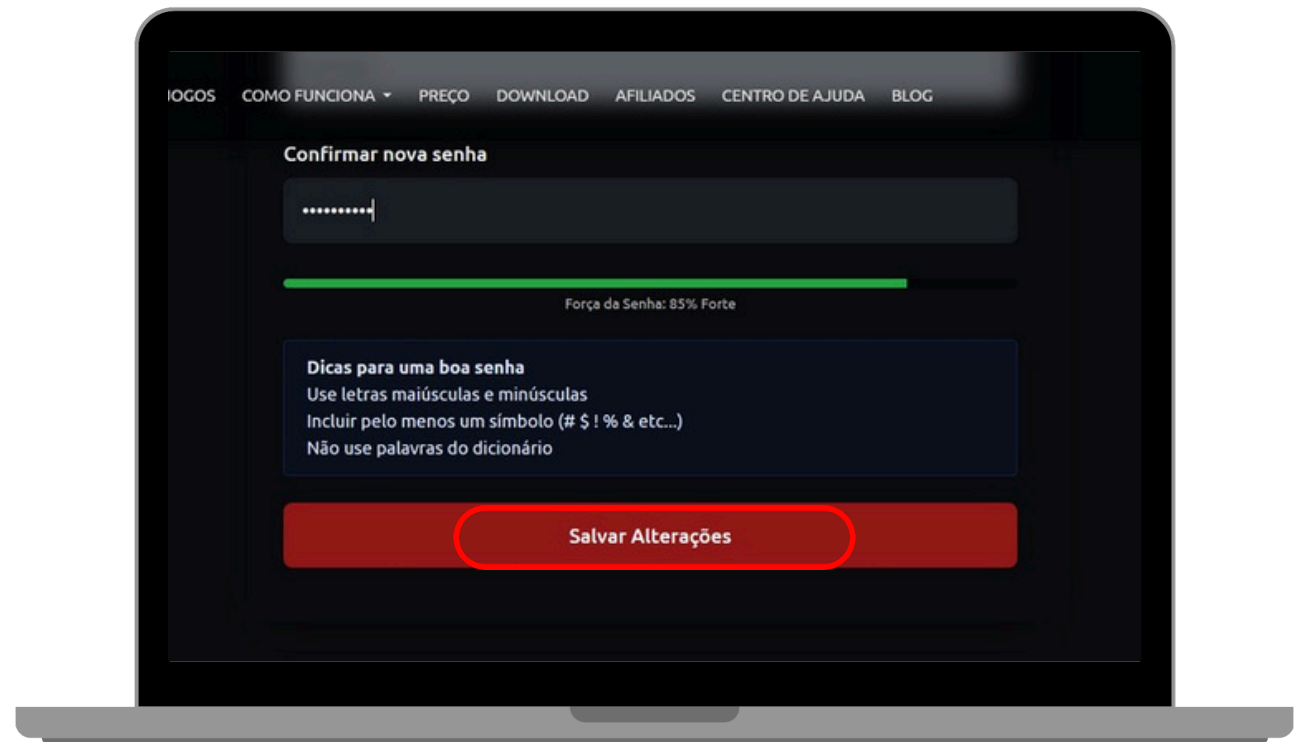 JOGOS COMO FUNCIONA PREÇO DOWNLOAD AFILIADOS CENTRO DE AJUDA BLOG
Confirmar nova senha
Força da Senha: 85% Forte
Dicas para uma boa senha
Use letras maiúsculas e minúsculas
Incluir pelo menos um símbolo (# $ ! % & etc...)
Não use palavras do dicionário
Salvar Alterações